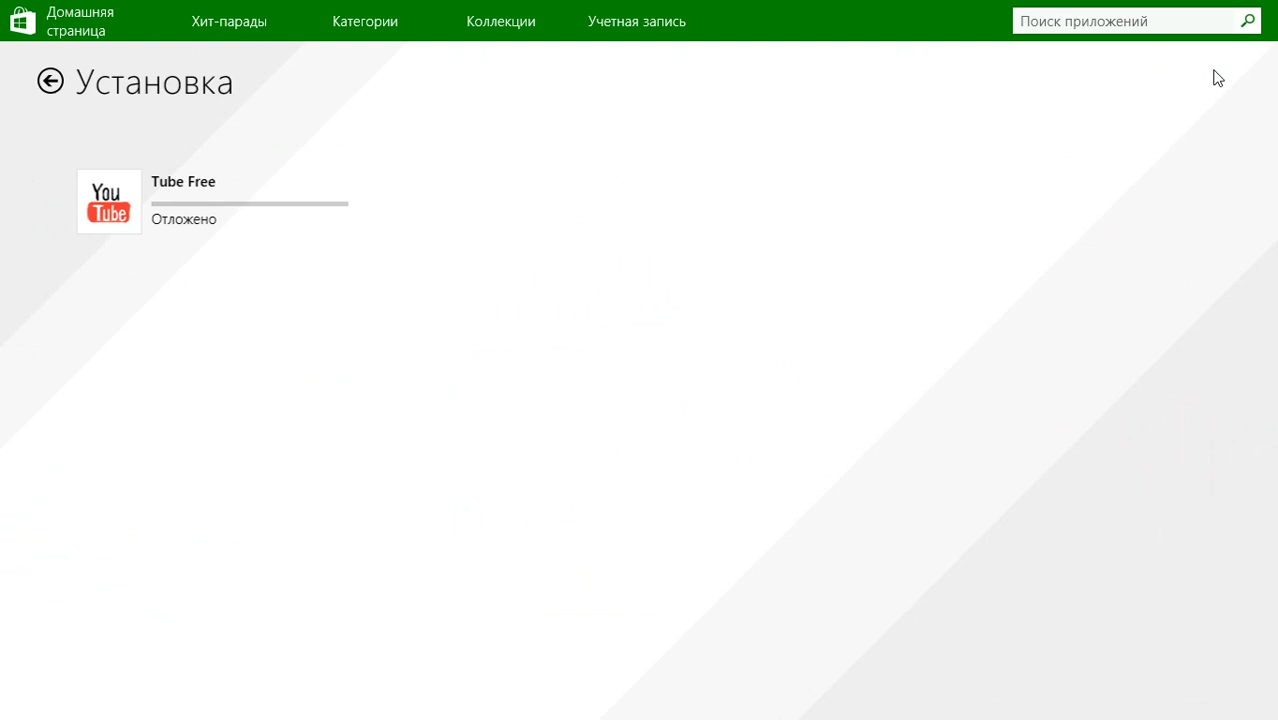 Домашняя
страница
Хит-парады
Категории
Коллекции
Учетная запись
Поиск приложений
Установка
You
Tube
Tube Free
Отложено